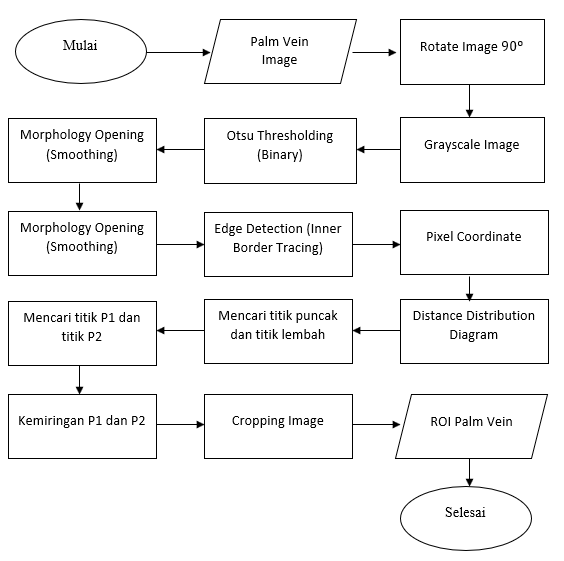 Mulai
Palm Vein
Image
Rotate Image 90°
Grayscale Image
Otsu Thresholding
(Binary)
Morphology Opening
(Smoothing)
Morphology Opening
(Smoothing)
Edge Detection (Inner
Border Tracing)
Pixel Coordinate
Distance Distribution
Diagram
Mencari titik puncak
dan titik lembah
Mencari titik P1 dan
titik P2
Kemiringan P1 dan P2
Cropping Image
ROI Palm Vein
Selesai